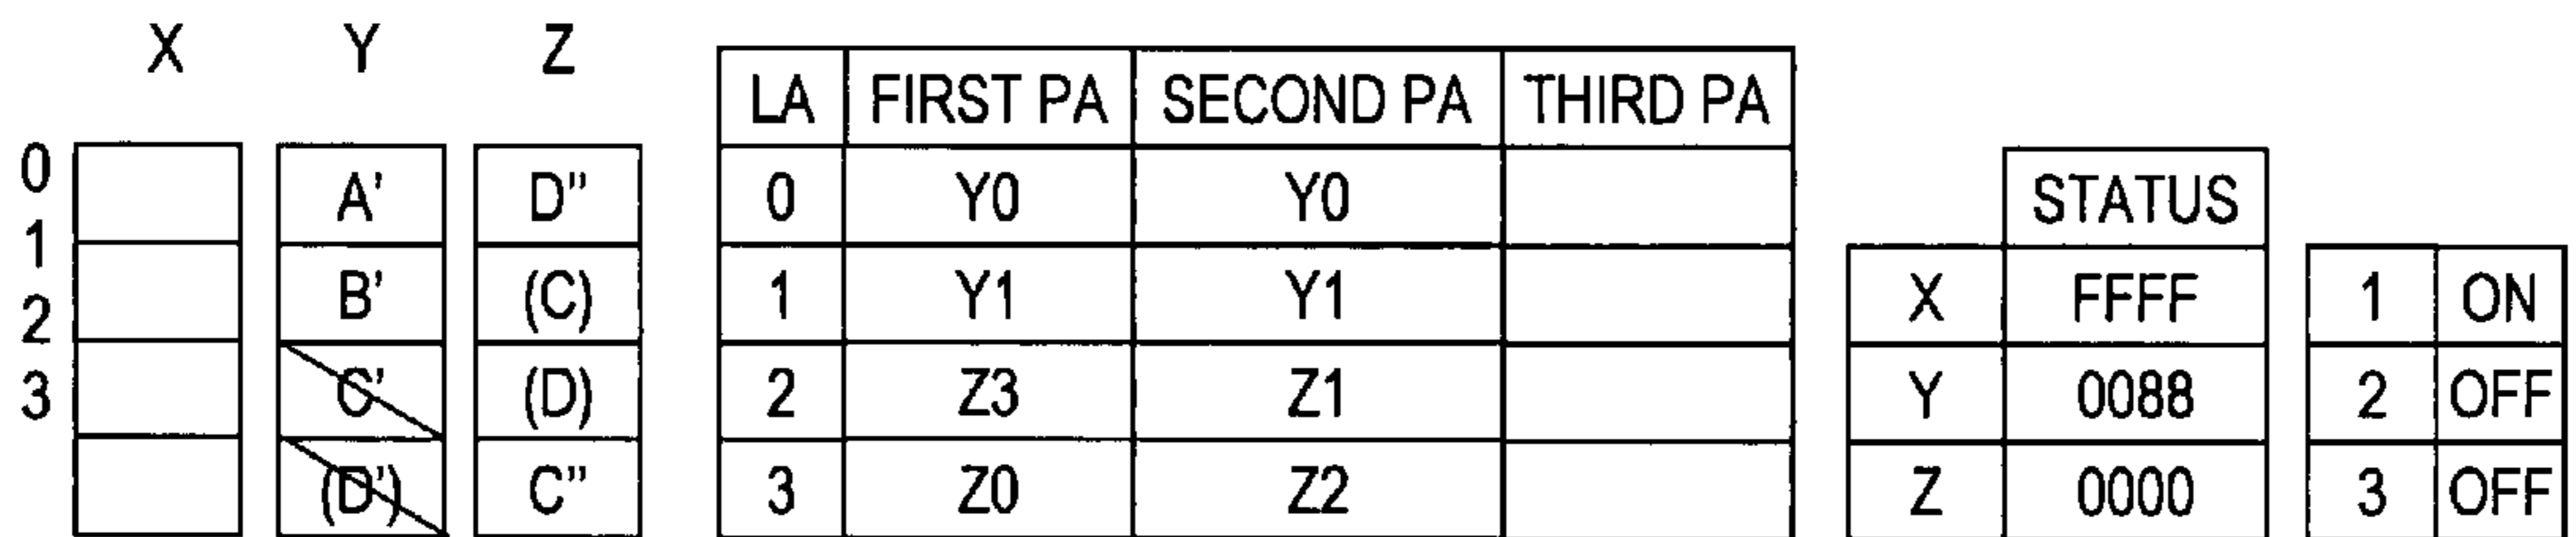 X Y Z
LA FIRST PA SECOND PA THIRD PA
0 A' D" 0 Y0 Y0 STATUS
1 B' (C) 1 Y1 Y1 X FFFF 1 ON
2 C' (D) 2 Z3 Z1 Y 0088 2 OFF
3 (D') C" 3 Z0 Z2 Z 0000 3 OFF